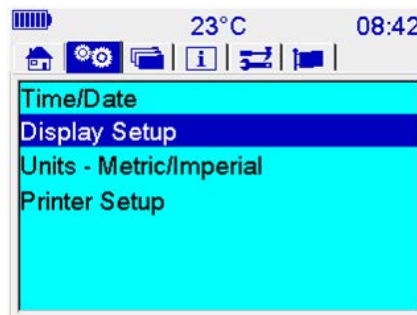 23°C 08:42
i
Time/Date
Display Setup
Units - Metric/Imperial
Printer Setup